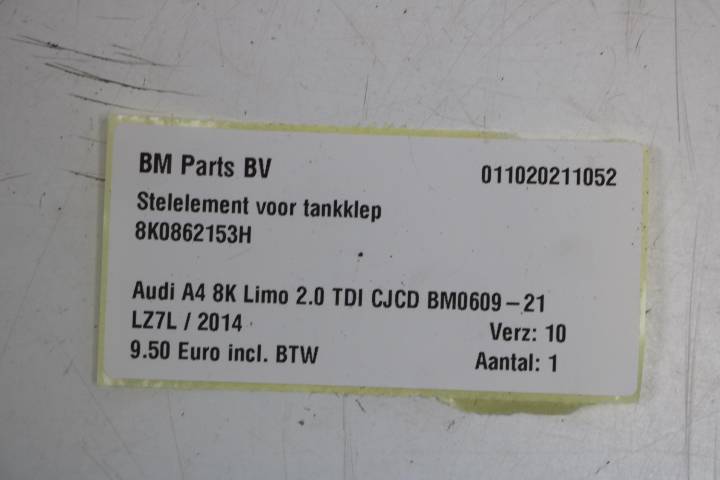 BM Parts BV 011020211052
Stelelement voor tankklep
8K0862153H
Audi A4 8K Limo 2.0 TDI CJCD BM0609-21
LZ7L / 2014 Verz: 10
9.50 Euro incl. BTW Aantal: 1